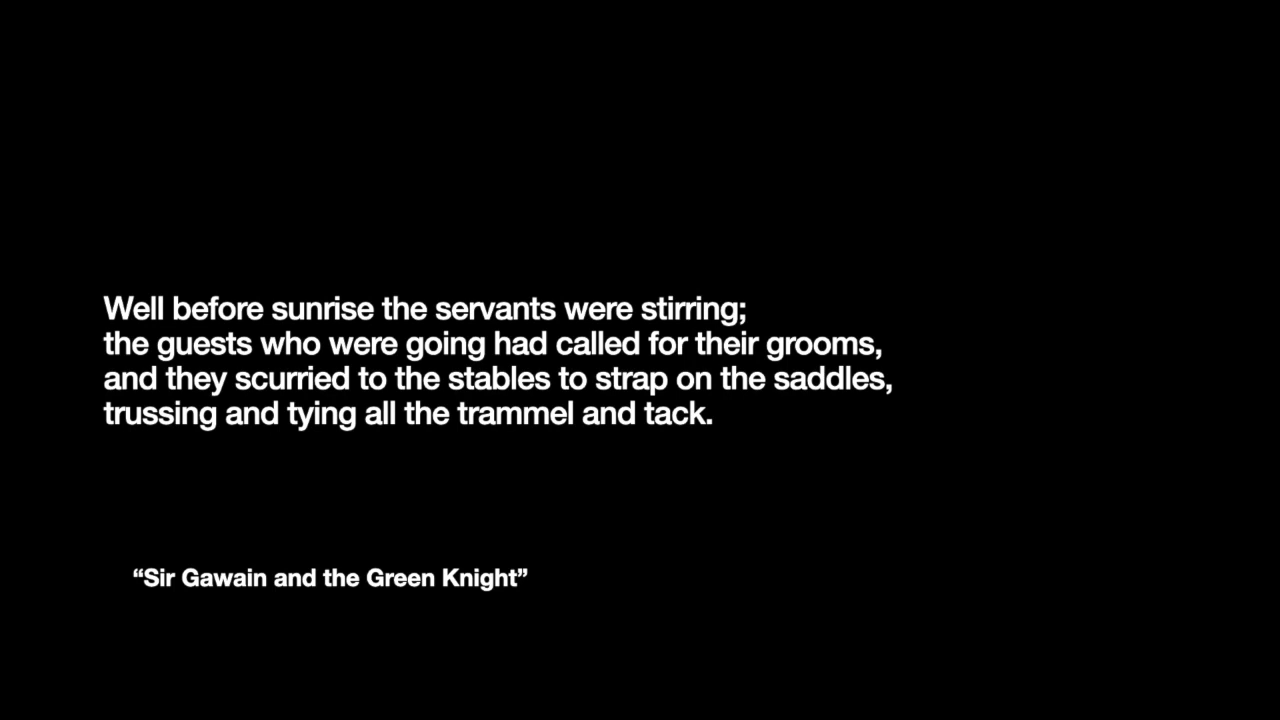 Well before sunrise the servants were stirring;
the guests who were going had called for their grooms,
and they scurried to the stables to strap on the saddles,
trussing and tying all the trammel and tack.
“Sir Gawain and the Green Knight”